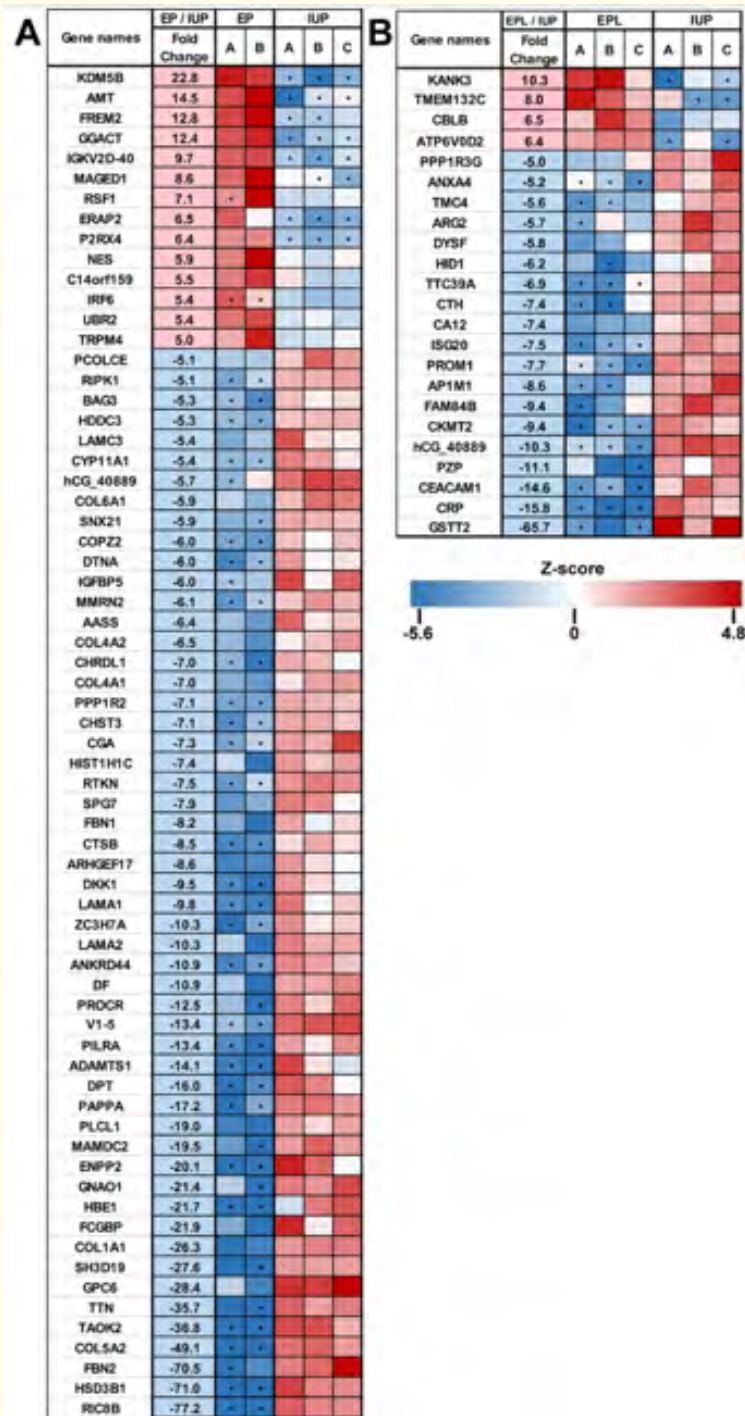 A
EP / IUP EP IUP
Gene names Fold Change A B A B C
KDM5B 22.8
AMT 14.5
FREM2 12.8
GGACT 12.4
IGKV2D-40 9.7
MAGED1 8.6
RSF1 7.1
ERAP2 6.5
P2RX4 6.4
NES 5.9
C14orf159 5.5
IRF6 5.4
UBR2 5.4
TRPM4 5.0
PCOLCE -5.1
RIPK1 -5.1
BAG3 -5.3
HDDC3 -5.3
LAMC3 -5.4
CYP11A1 -5.4
hCG_40889 -5.7
COL6A1 -5.9
SNX21 -5.9
COPZ2 -6.0
DTNA -6.0
IGFBP5 -6.0
MMRN2 -6.1
AASS -6.4
COL4A2 -6.5
CHRDL1 -7.0
COL4A1 -7.0
PPP1R2 -7.1
CHST3 -7.1
CGA -7.3
HIST1H1C -7.4
RTKN -7.5
SPG7 -7.9
FBN1 -8.2
CTSB -8.5
ARHGEF17 -8.6
DKK1 -9.5
LAMA1 -9.8
ZC3H7A -10.3
LAMA2 -10.3
ANKRD44 -10.9
DF -10.9
PROCR -12.5
V1-5 -13.4
PILRA -13.4
ADAMTS1 -14.1
DPT -16.0
PAPPA -17.2
PLCL1 -19.0
MAMDC2 -19.5
ENPP2 -20.1
GNAO1 -21.4
HBE1 -21.7
FCGBP -21.9
COL1A1 -26.3
SH3D19 -27.6
GPC6 -28.4
TTN -35.7
TAOK2 -36.8
COL5A2 -49.1
FBN2 -70.5
HSD3B1 -71.0
RIC8B -77.2
B
EPL / IUP EPL IUP
Gene names Fold Change A B C A B C
KANK3 10.3
TMEM132C 8.0
CBLB 6.5
ATP6V0D2 6.4
PPP1R3G -5.0
ANXA4 -5.2
TMC4 -5.6
ARG2 -5.7
DYSF -5.8
HID1 -6.2
TTC39A -6.9
CTH -7.4
CA12 -7.4
ISG20 -7.5
PROM1 -7.7
AP1M1 -8.6
FAM84B -9.4
CKMT2 -9.4
hCG_40889 -10.3
PZP -11.1
CEACAM1 -14.6
CRP -15.8
GSTT2 -65.7
Z-score
-5.6 0 4.8